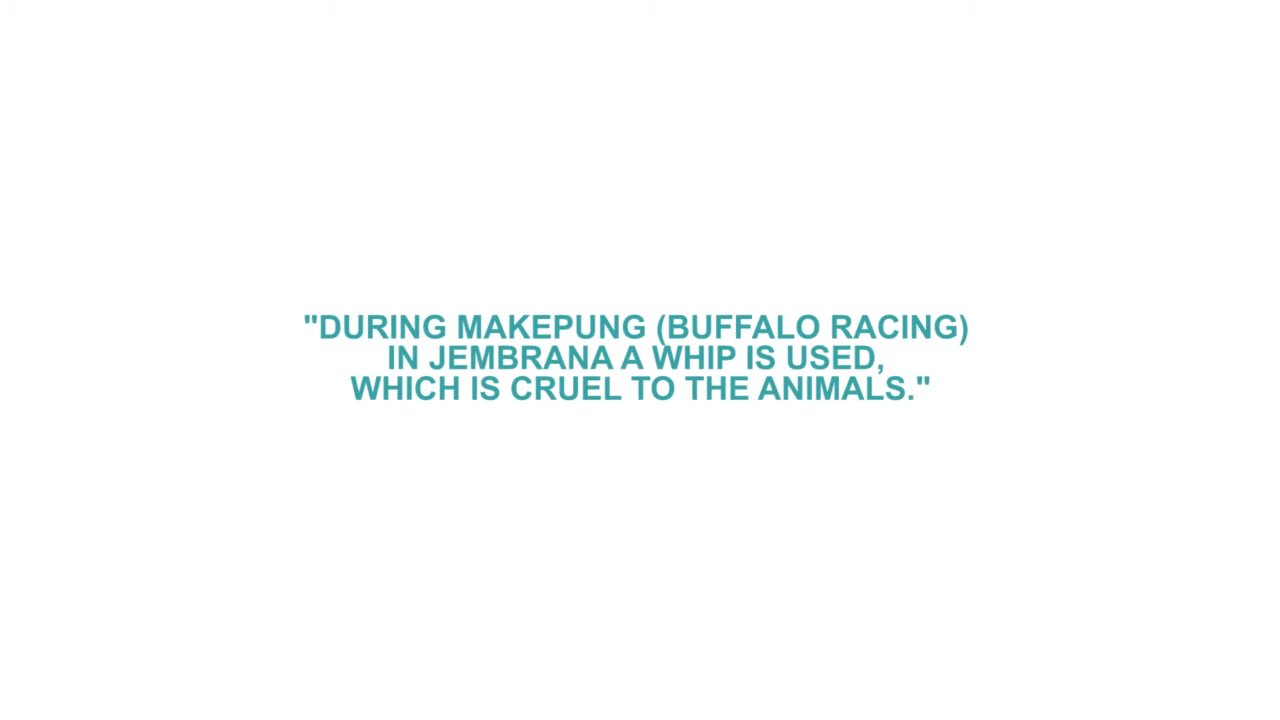 "DURING MAKEPUNG (BUFFALO RACING)
IN JEMBRANA A WHIP IS USED,
WHICH IS CRUEL TO THE ANIMALS."